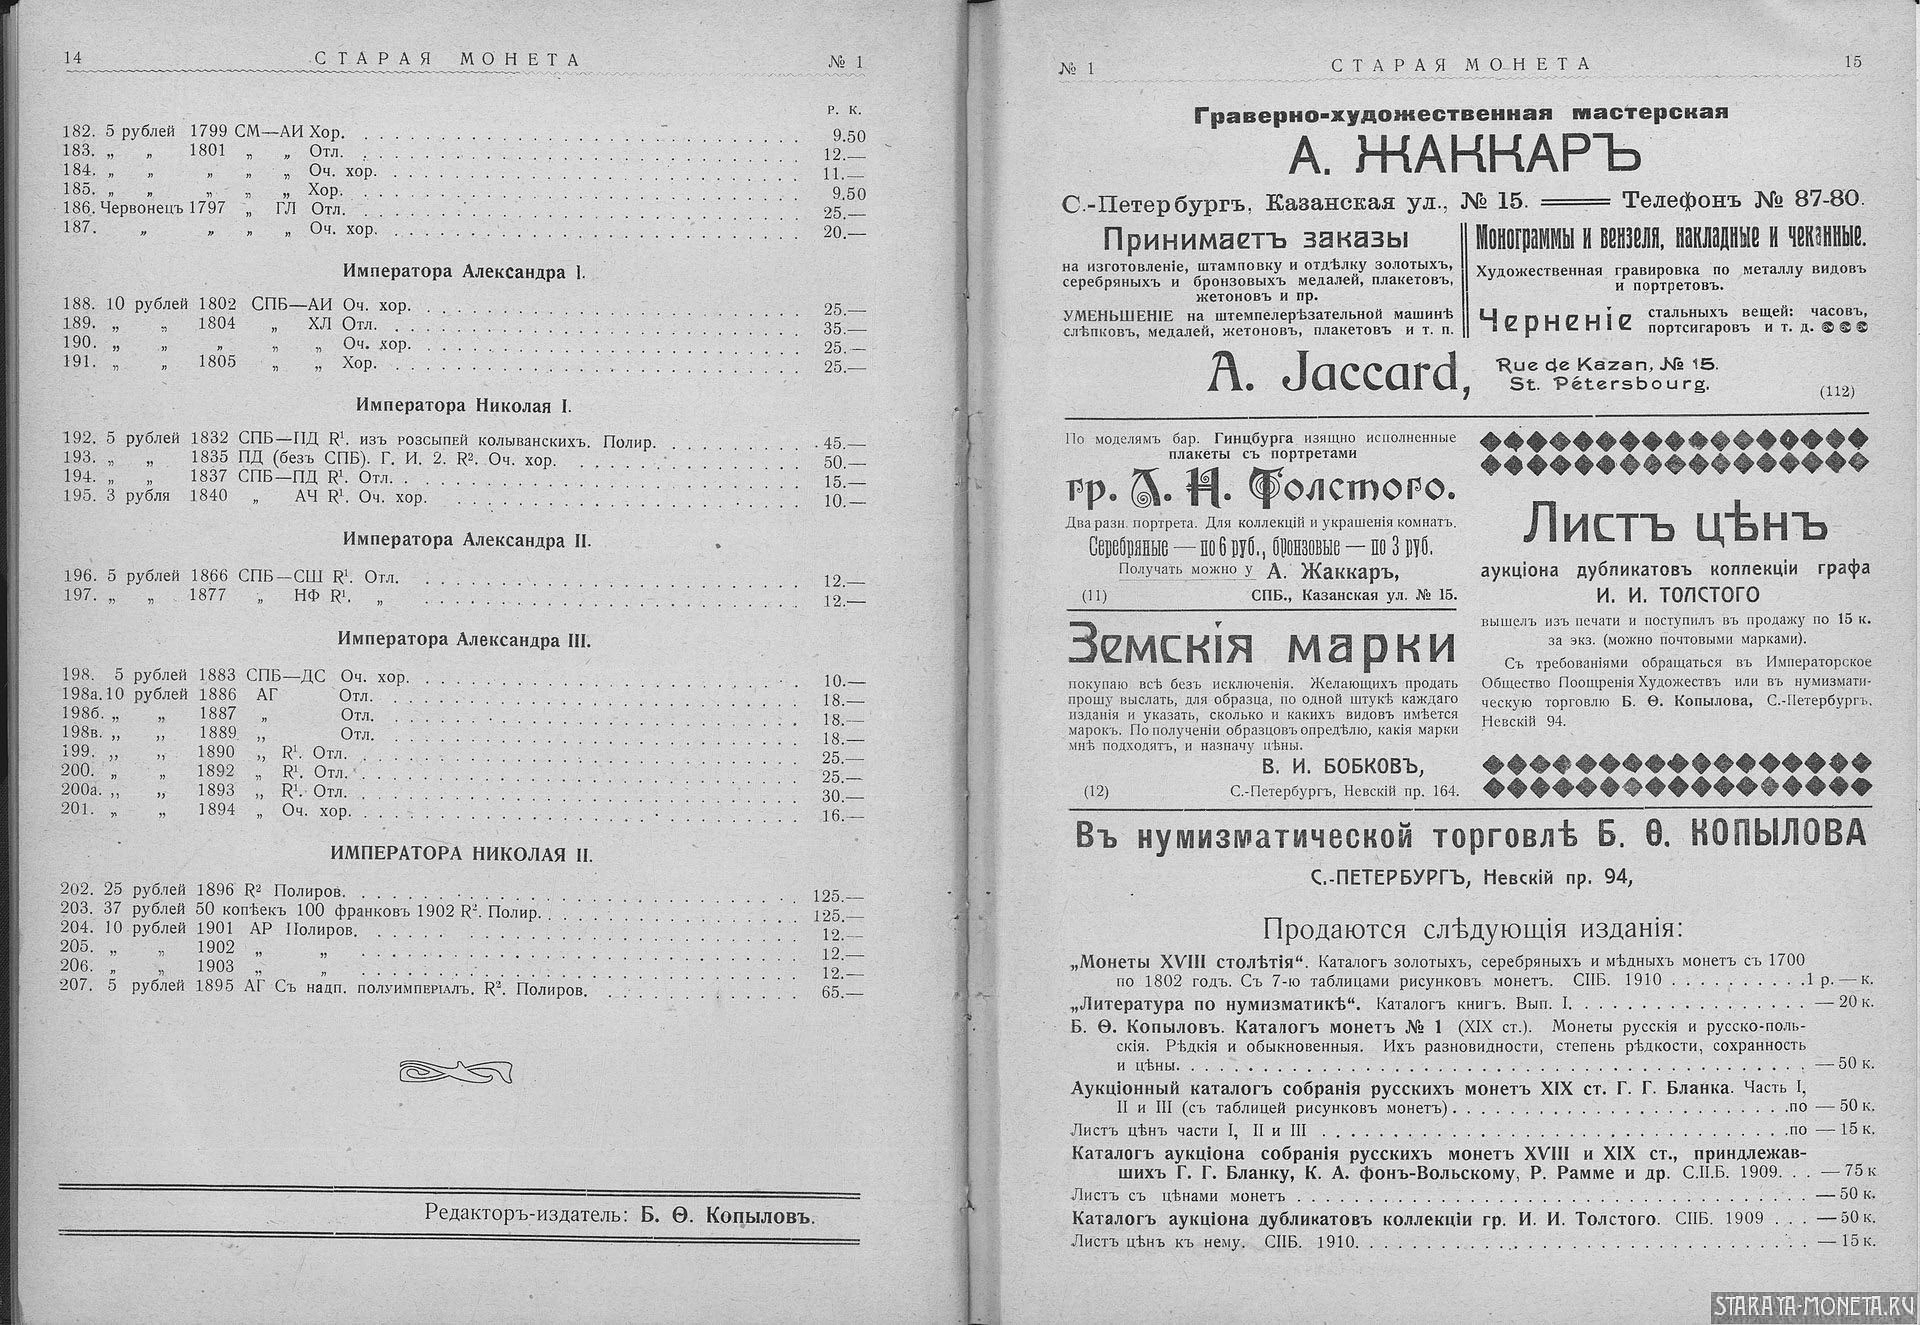 14 СТАРАЯ МОНЕТА № 1
Р. К.
182. 5 рублей 1799 СМ—АИ Хор. 9.50
183. „ „ 1801 „ „ Отл. 12.—
184. „ „ „ „ „ Оч. хор. 11.—
185. „ „ „ „ „ Хор. 9.50
186. Червонецъ 1797 „ ГЛ Отл. 25.—
187. „ „ „ „ Оч. хор. 20.—
Императора Александра I.
188. 10 рублей 1802 СПБ—АИ Оч. хор. 25.—
189. „ „ 1804 „ ХЛ Отл. 35.—
190. „ „ „ „ „ Оч. хор. 25.—
191. „ „ 1805 „ „ Хор. 25.—
Императора Николая I.
192. 5 рублей 1832 СПБ—ПД R¹. изъ розсыпей колыванскихъ. Полир. 45.—
193. „ „ 1835 ПД (безъ СПБ). Г. И. 2. R². Оч. хор. 50.—
194. „ „ 1837 СПБ—ПД R¹. Отл. 15.—
195. 3 рубля 1840 „ АЧ R¹. Оч. хор. 10.—
Императора Александра II.
196. 5 рублей 1866 СПБ—СШ R¹. Отл. 12.—
197. „ „ 1877 „ НФ R¹. „ 12.—
Императора Александра III.
198. 5 рублей 1883 СПБ—ДС Оч. хор. 10.—
198а. 10 рублей 1886 АГ Отл. 18.—
198б. „ „ 1887 „ Отл. 18.—
198в. „ „ 1889 „ Отл. 18.—
199. „ „ 1890 „ R¹. Отл. 25.—
200. „ „ 1892 „ R¹. Отл. 25.—
200а. „ „ 1893 „ R¹. Отл. 30.—
201. „ „ 1894 „ Оч. хор. 16.—
ИМПЕРАТОРА НИКОЛАЯ II.
202. 25 рублей 1896 R² Полиров. 125.—
203. 37 рублей 50 копѣекъ 100 франковъ 1902 R². Полир. 125.—
204. 10 рублей 1901 АР Полиров. 12.—
205. „ „ 1902 „ „ 12.—
206. „ „ 1903 „ „ 12.—
207. 5 рублей 1895 АГ Съ надп. полуимперіалъ. R². Полиров. 65.—
Редакторъ-издатель: Б. Ѳ. Копыловъ.
№ 1 СТАРАЯ МОНЕТА 15
Граверно-художественная мастерская
А. ЖАККАРЪ
С.-Петербургъ, Казанская ул., № 15. Телефонъ № 87-80.
Принимаетъ заказы
на изготовленіе, штамповку и отдѣлку золотыхъ,
серебряныхъ и бронзовыхъ медалей, плакетовъ,
жетоновъ и пр.
УМЕНЬШЕНІЕ на штемпелерѣзательной машинѣ
слѣпковъ, медалей, жетоновъ, плакетовъ и т. п.
Монограммы и вензеля, накладные и чеканные.
Художественная гравировка по металлу видовъ
и портретовъ.
Черненіе стальныхъ вещей: часовъ,
портсигаровъ и т. д.
A. Jaccard, Rue de Kazan, № 15.
St. Pétersbourg.
(112)
По моделямъ бар. Гинцбурга изящно исполненные
плакеты съ портретами
гр. Л. Н. Толстого.
Два разн. портрета. Для коллекцій и украшенія комнатъ.
Серебряные — по 6 руб., бронзовые — по 3 руб.
Получать можно у А. Жаккаръ,
(11) СПБ., Казанская ул. № 15.
Земскія марки
покупаю всѣ безъ исключенія. Желающихъ продать
прошу выслать, для образца, по одной штукѣ каждаго
изданія и указать, сколько и какихъ видовъ имѣется
марокъ. По полученіи образцовъ опредѣлю, какія марки
мнѣ подходятъ, и назначу цѣны.
В. И. БОБКОВЪ,
(12) С.-Петербургъ, Невскій пр. 164.
Листъ цѣнъ
аукціона дубликатовъ коллекціи графа
И. И. ТОЛСТОГО
вышелъ изъ печати и поступилъ въ продажу по 15 к.
за экз. (можно почтовыми марками).
Съ требованіями обращаться въ Императорское
Общество Поощренія Художествъ или въ нумизмати-
ческую торговлю Б. Ѳ. Копылова, С.-Петербургъ,
Невскій 94.
Въ нумизматической торговлѣ Б. Ѳ. КОПЫЛОВА
С.-ПЕТЕРБУРГЪ, Невскій пр. 94,
Продаются слѣдующія изданія:
„Монеты XVIII столѣтія“. Каталогъ золотыхъ, серебряныхъ и мѣдныхъ монетъ съ 1700
по 1802 годъ. Съ 7-ю таблицами рисунковъ монетъ. СПБ. 1910 1 р. — к.
„Литература по нумизматикѣ“. Каталогъ книгъ. Вып. I. — 20 к.
Б. Ѳ. Копыловъ. Каталогъ монетъ № 1 (XIX ст.). Монеты русскія и русско-поль-
скія. Рѣдкія и обыкновенныя. Ихъ разновидности, степень рѣдкости, сохранность
и цѣны. — 50 к.
Аукціонный каталогъ собранія русскихъ монетъ XIX ст. Г. Г. Бланка. Часть I,
II и III (съ таблицей рисунковъ монетъ). по — 50 к.
Листъ цѣнъ части I, II и III по — 15 к.
Каталогъ аукціона собранія русскихъ монетъ XVIII и XIX ст., приндлежав-
шихъ Г. Г. Бланку, К. А. фонъ-Вольскому, Р. Рамме и др. С.П.Б. 1909. — 75 к
Листъ съ цѣнами монетъ — 50 к.
Каталогъ аукціона дубликатовъ коллекціи гр. И. И. Толстого. СПБ. 1909 — 50 к.
Листъ цѣнъ къ нему. СПБ. 1910. — 15 к.
STARAYA-MONETA.RU